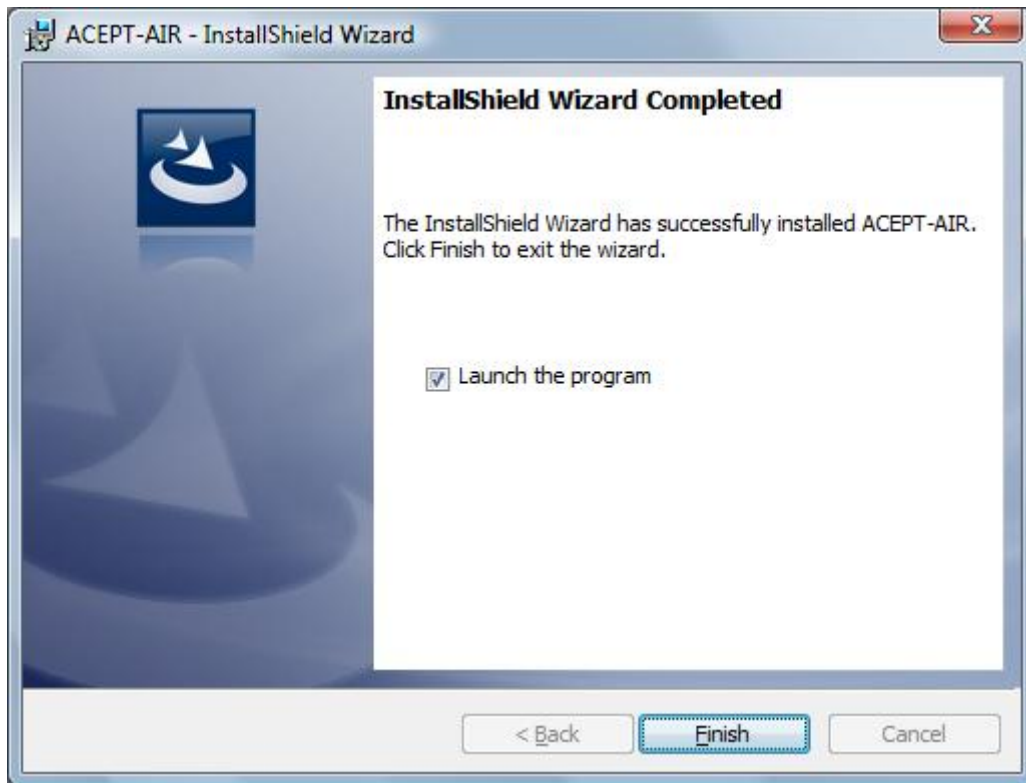 ACEPT-AIR - InstallShield Wizard
InstallShield Wizard Completed
The InstallShield Wizard has successfully installed ACEPT-AIR.
Click Finish to exit the wizard.
Launch the program
< Back Finish Cancel